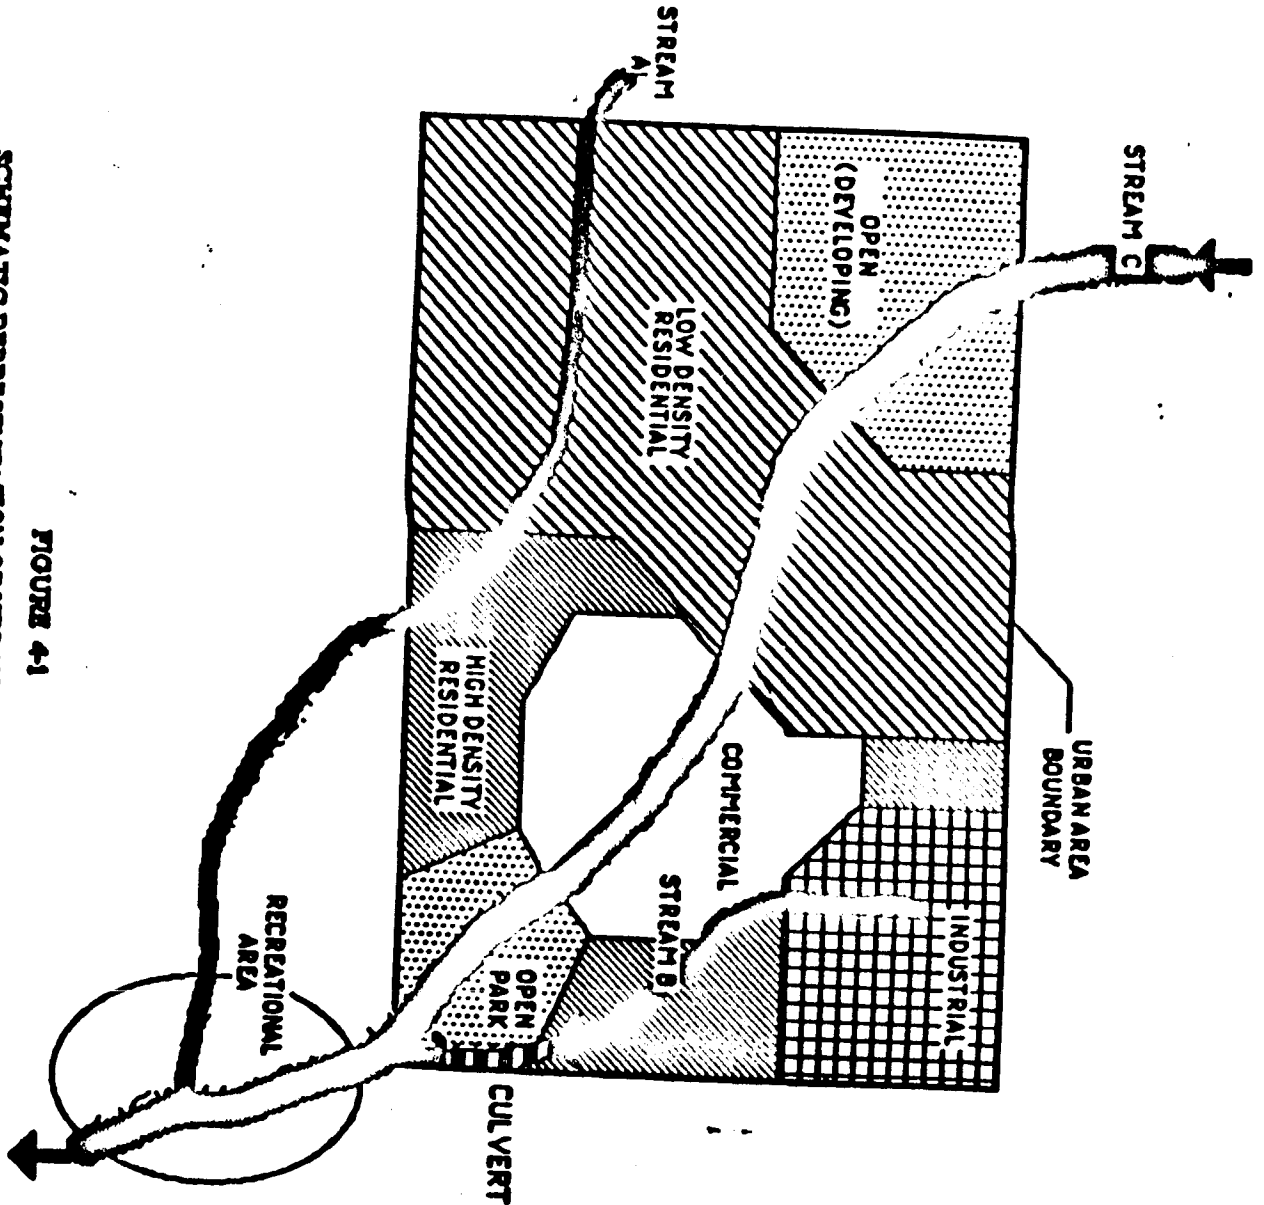 STREAM
A
STREAM C
OPEN
(DEVELOPING)
LOW DENSITY
RESIDENTIAL
URBAN AREA
BOUNDARY
HIGH DENSITY
RESIDENTIAL
COMMERCIAL
STREAM B
INDUSTRIAL
OPEN
PARK
RECREATIONAL
AREA
CULVERT
FIGURE 4-1